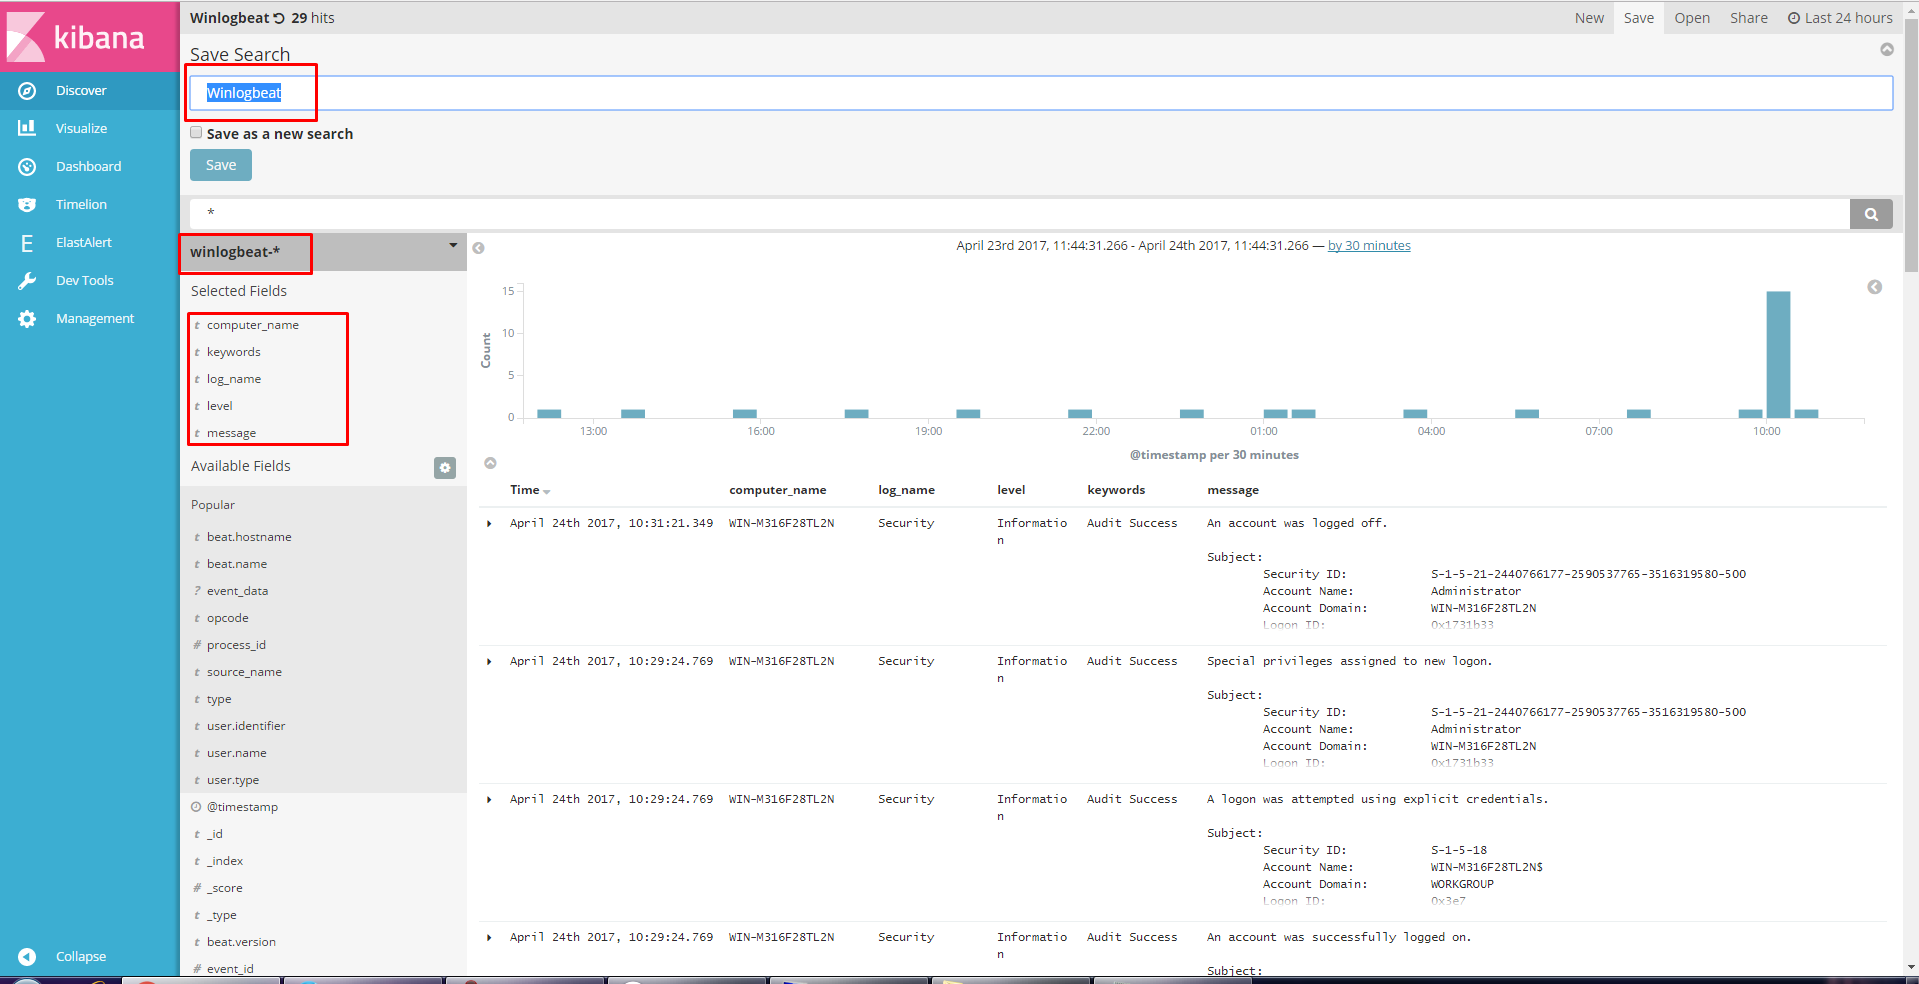 kibana
Discover
Visualize
Dashboard
Timelion
E ElastAlert
Dev Tools
Management
Collapse
Winlogbeat 29 hits
New Save Open Share Last 24 hours
Save Search
Winlogbeat
Save as a new search
Save
*
winlogbeat-*
Selected Fields
t computer_name
t keywords
t log_name
t level
t message
Available Fields
Popular
t beat.hostname
t beat.name
? event_data
t opcode
# process_id
t source_name
t type
t user.identifier
t user.name
t user.type
@timestamp
t _id
t _index
# _score
t _type
t beat.version
# event_id
April 23rd 2017, 11:44:31.266 - April 24th 2017, 11:44:31.266 — by 30 minutes
Count
15
10
5
0
13:00 16:00 19:00 22:00 01:00 04:00 07:00 10:00
@timestamp per 30 minutes
Time computer_name log_name level keywords message
April 24th 2017, 10:31:21.349 WIN-M316F28TL2N Security Informatio Audit Success An account was logged off.
n
Subject:
Security ID: S-1-5-21-2440766177-2590537765-3516319580-500
Account Name: Administrator
Account Domain: WIN-M316F28TL2N
Logon ID: 0x1731b33
April 24th 2017, 10:29:24.769 WIN-M316F28TL2N Security Informatio Audit Success Special privileges assigned to new logon.
n
Subject:
Security ID: S-1-5-21-2440766177-2590537765-3516319580-500
Account Name: Administrator
Account Domain: WIN-M316F28TL2N
Logon ID: 0x1731b33
April 24th 2017, 10:29:24.769 WIN-M316F28TL2N Security Informatio Audit Success A logon was attempted using explicit credentials.
n
Subject:
Security ID: S-1-5-18
Account Name: WIN-M316F28TL2N$
Account Domain: WORKGROUP
Logon ID: 0x3e7
April 24th 2017, 10:29:24.769 WIN-M316F28TL2N Security Informatio Audit Success An account was successfully logged on.
n
Subject: